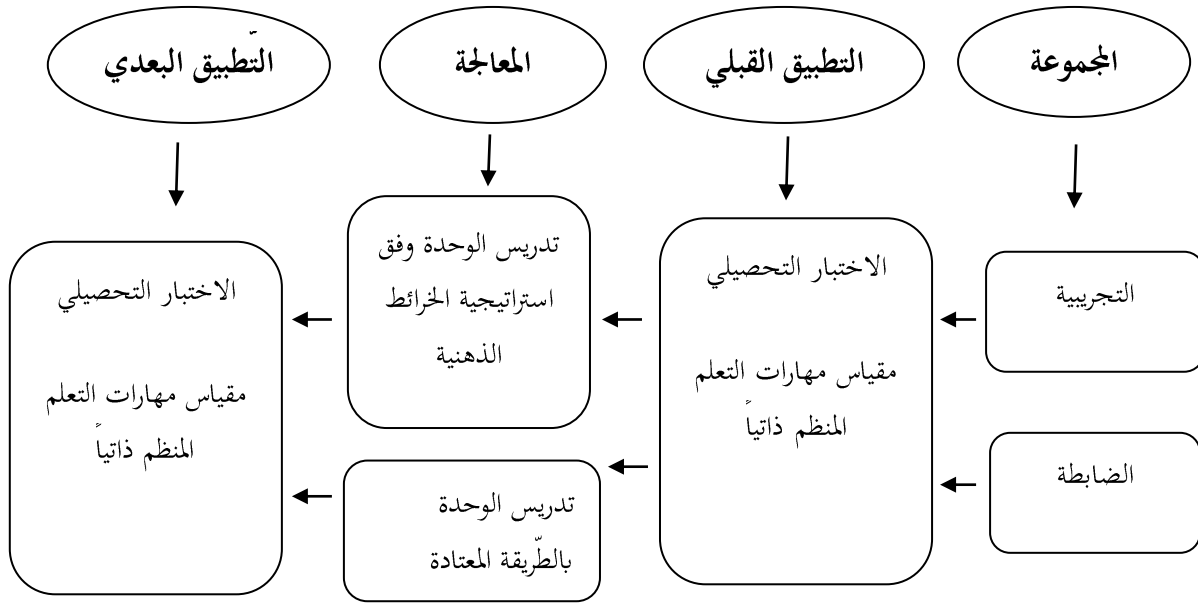 المجموعة
التطبيق القبلي
المعالجة
التّطبيق البعدي
التجريبية
الضابطة
الاختبار التحصيلي
مقياس مهارات التعلم
المنظم ذاتياً
تدريس الوحدة وفق
استراتيجية الخرائط
الذهنية
تدريس الوحدة
بالطّريقة المعتادة
الاختبار التحصيلي
مقياس مهارات التعلم
المنظم ذاتياً